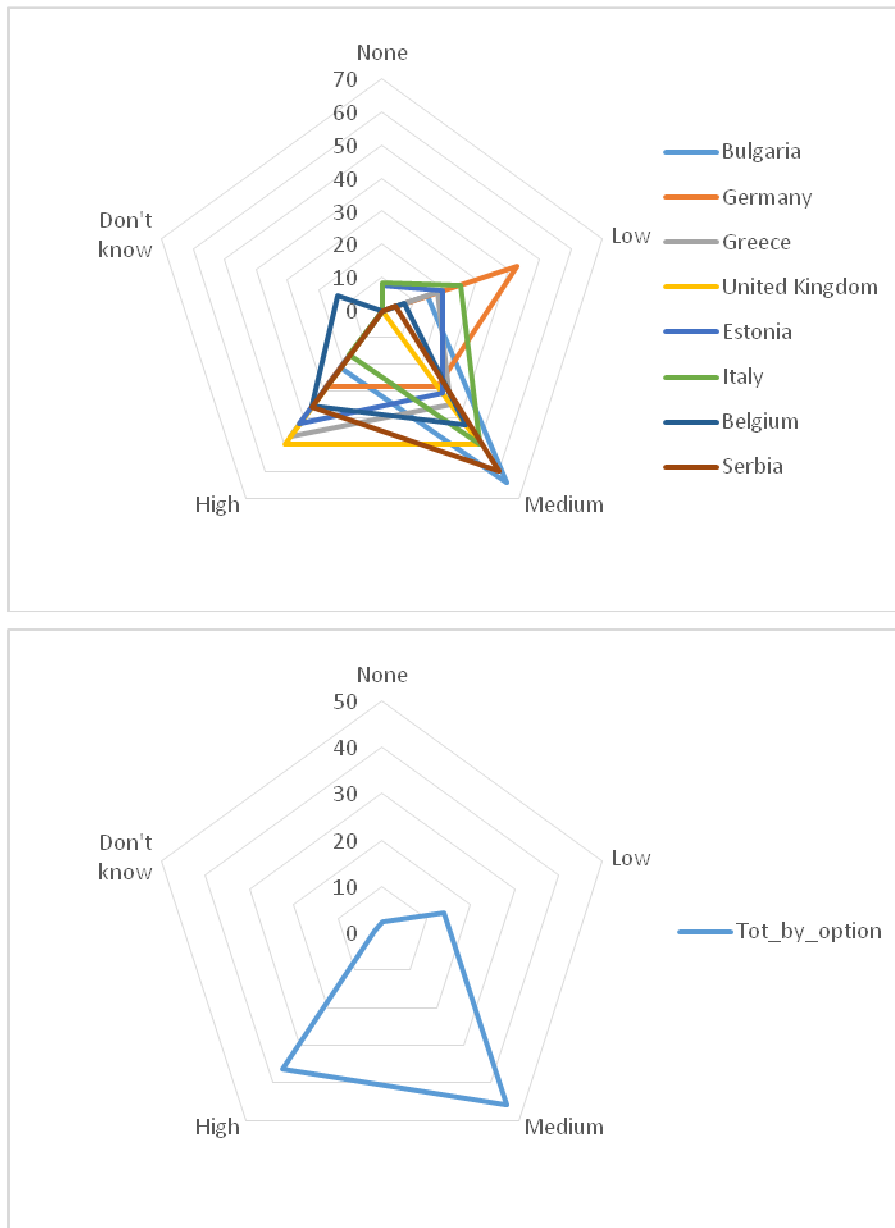 None
70
60
50
40
30
20
10
0
Don't
know
Low
High
Medium
Bulgaria
Germany
Greece
United Kingdom
Estonia
Italy
Belgium
Serbia
None
50
40
30
20
10
0
Don't
know
Low
High
Medium
Tot_by_option